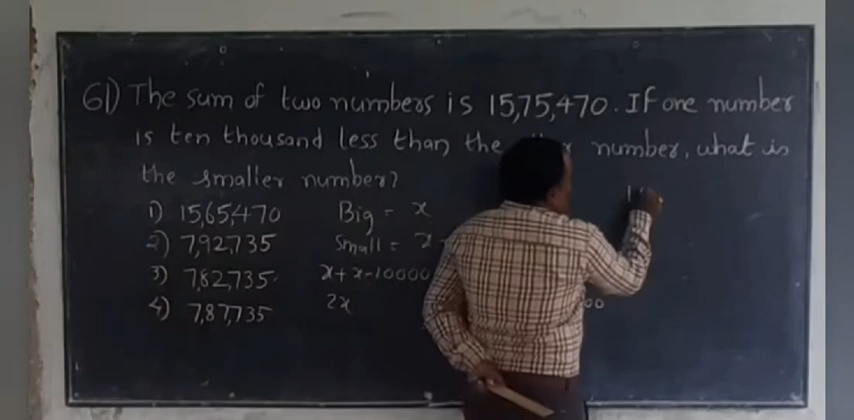 61) The sum of two numbers is 15,75,470. If one number
is ten thousand less than the number, what is
the smaller number?
1) 15,65,470
2) 7,92,735
3) 7,82,735
4) 7,87,735
Big = x
Small = x
x + x - 10000
2x
00